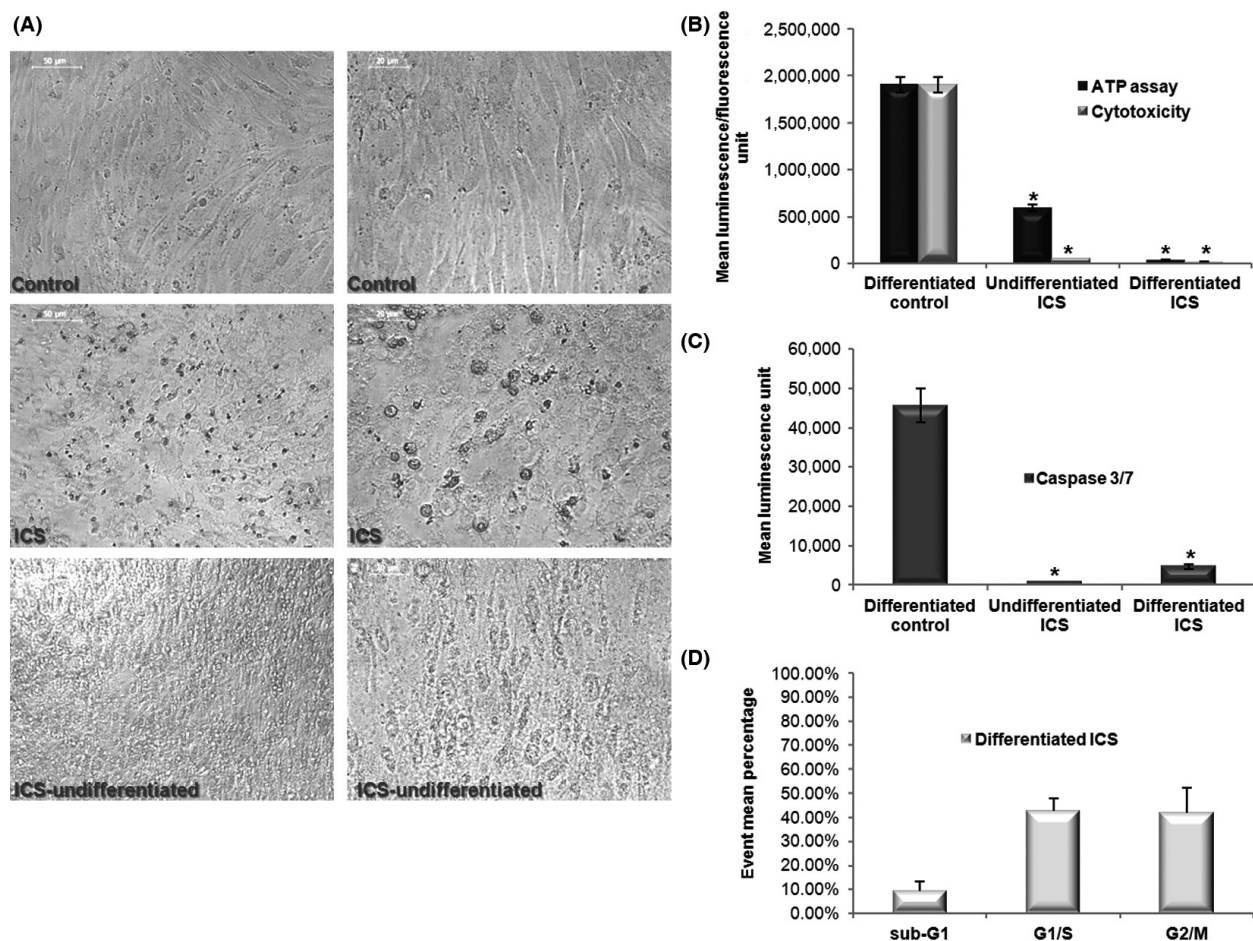 (A)
50 µm
20 µm
Control
Control
50 µm
20 µm
ICS
ICS
ICS-undifferentiated
ICS-undifferentiated
(B)
Mean luminescence/fluorescence
unit
2,500,000
2,000,000
1,500,000
1,000,000
500,000
0
ATP assay
Cytotoxicity
*
*
*
*
Differentiated
control
Undifferentiated
ICS
Differentiated
ICS
(C)
Mean luminescence unit
60,000
50,000
40,000
30,000
20,000
10,000
0
Caspase 3/7
*
*
Differentiated
control
Undifferentiated
ICS
Differentiated
ICS
(D)
Event mean percentage
100.00%
90.00%
80.00%
70.00%
60.00%
50.00%
40.00%
30.00%
20.00%
10.00%
0.00%
Differentiated ICS
sub-G1
G1/S
G2/M